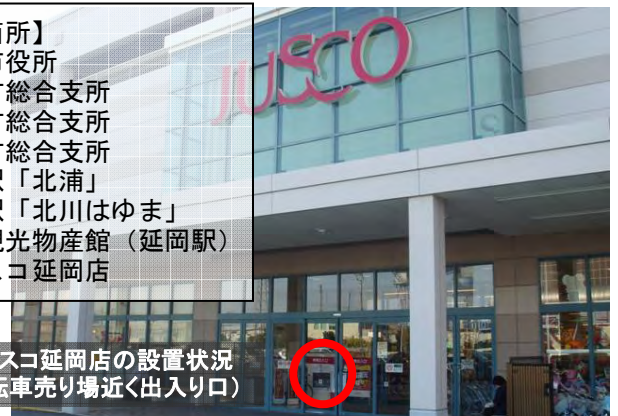 所】
役所
総合支所
総合支所
総合支所
「北浦」
「北川はゆま」
光物産館（延岡駅）
コ延岡店
JUSCO
スコ延岡店の設置状況
転車売り場近く出入り口）